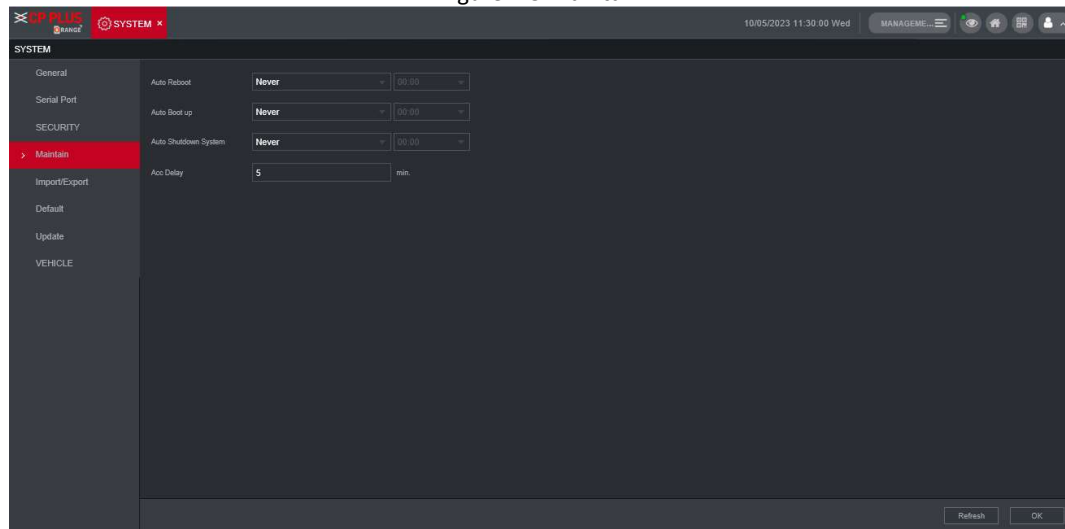 CP PLUS
ORANGE
SYSTEM ×
10/05/2023 11:30:00 Wed
MANAGEME...
SYSTEM
General
Serial Port
SECURITY
Maintain
Import/Export
Default
Update
VEHICLE
Auto Reboot Never 00:00
Auto Boot up Never 00:00
Auto Shutdown System Never 00:00
Acc Delay 5 min.
Refresh OK